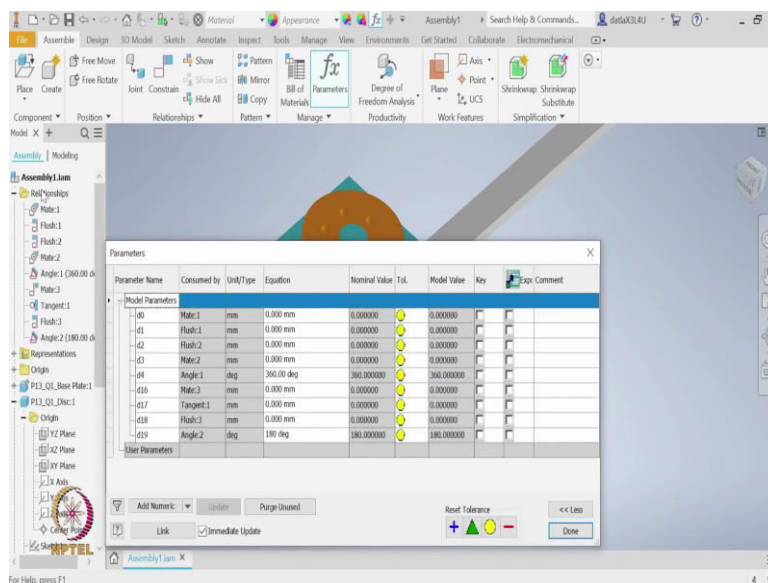 Material Appearance Assembly1 Search Help & Commands... datlaX3L4U
File Assemble Design 3D Model Sketch Annotate Inspect Tools Manage View Environments Get Started Collaborate Electromechanical
Place Create Free Move Free Rotate Joint Constrain Show Show Sick Hide All Pattern Mirror Copy Bill of Materials fx Parameters Degree of Freedom Analysis Plane Axis Point UCS Shrinkwrap Shrinkwrap Substitute
Component Position Relationships Pattern Manage Productivity Work Features Simplification
Model X +
Assembly | Modeling
Assembly1.iam
Relationships
Mate:1
Flush:1
Flush:2
Mate:2
Angle:1 (360.00 d
Mate:3
Tangent:1
Flush:3
Angle:2 (180.00 d
Representations
Origin
P13_Q1_Base Plate:1
P13_Q1_Disc:1
Origin
YZ Plane
XZ Plane
XY Plane
X Axis
Center Po
NPTEL
Parameters X
Parameter Name Consumed by Unit/Type Equation Nominal Value Tol. Model Value Key Exp Comment
Model Parameters
d0 Mate:1 mm 0.000 mm 0.000000 0.000000
d1 Flush:1 mm 0.000 mm 0.000000 0.000000
d2 Flush:2 mm 0.000 mm 0.000000 0.000000
d3 Mate:2 mm 0.000 mm 0.000000 0.000000
d4 Angle:1 deg 360.00 deg 360.000000 360.000000
d16 Mate:3 mm 0.000 mm 0.000000 0.000000
d17 Tangent:1 mm 0.000 mm 0.000000 0.000000
d18 Flush:3 mm 0.000 mm 0.000000 0.000000
d19 Angle:2 deg 180 deg 180.000000 180.000000
User Parameters
Add Numeric Update Purge Unused Reset Tolerance << Less
Link Immediate Update Done
Assembly1.iam X
For Help, press F1 4